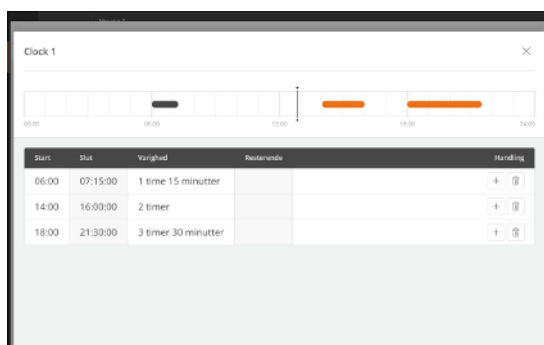 Clock 1
00:00 06:00 12:00 18:00 24:00
Start Slut Varighed Resterende Handling
06:00 07:15:00 1 time 15 minutter
14:00 16:00:00 2 timer
18:00 21:30:00 3 timer 30 minutter